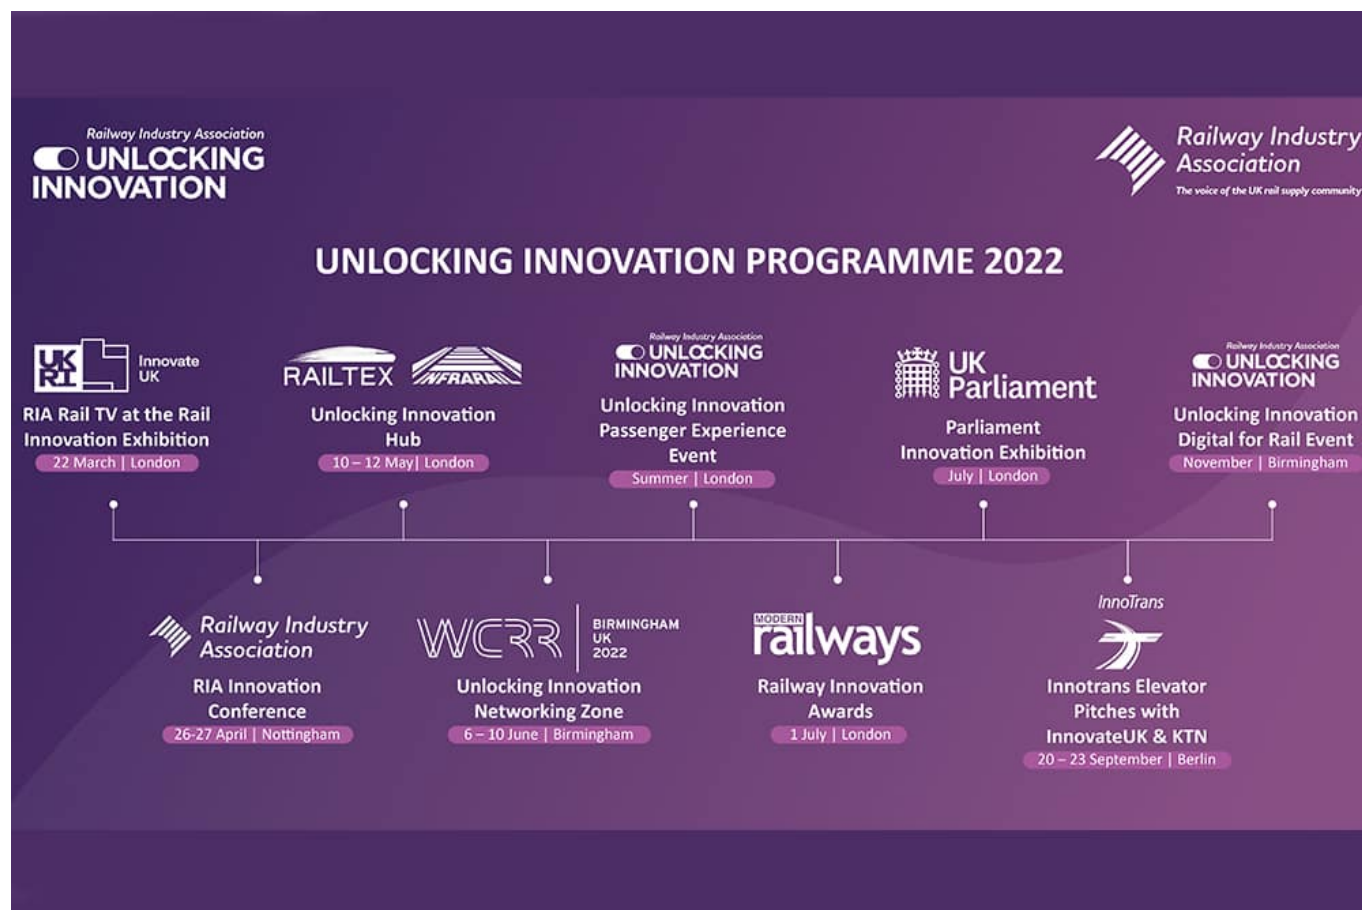 Railway Industry Association
UNLOCKING
INNOVATION
Railway Industry
Association
The voice of the UK rail supply community
UNLOCKING INNOVATION PROGRAMME 2022
UK
RI
Innovate
UK
RIA Rail TV at the Rail
Innovation Exhibition
22 March | London
RAILTEX
INFRARAIL
Unlocking Innovation
Hub
10 – 12 May| London
Railway Industry Association
UNLOCKING
INNOVATION
Unlocking Innovation
Passenger Experience
Event
Summer | London
UK
Parliament
Parliament
Innovation Exhibition
July | London
Railway Industry Association
UNLOCKING
INNOVATION
Unlocking Innovation
Digital for Rail Event
November | Birmingham
Railway Industry
Association
RIA Innovation
Conference
26-27 April | Nottingham
WCRR
BIRMINGHAM
UK
2022
Unlocking Innovation
Networking Zone
6 – 10 June | Birmingham
MODERN
railways
Railway Innovation
Awards
1 July | London
InnoTrans
Innotrans Elevator
Pitches with
InnovateUK & KTN
20 – 23 September | Berlin